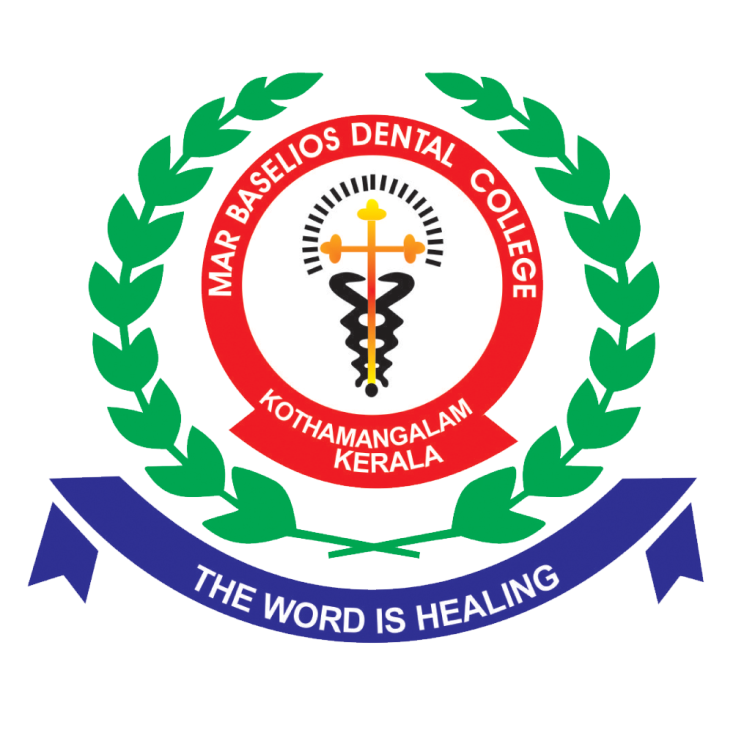 MAR BASELIOS DENTAL COLLEGE
KOTHAMANGALAM
KERALA
THE WORD IS HEALING